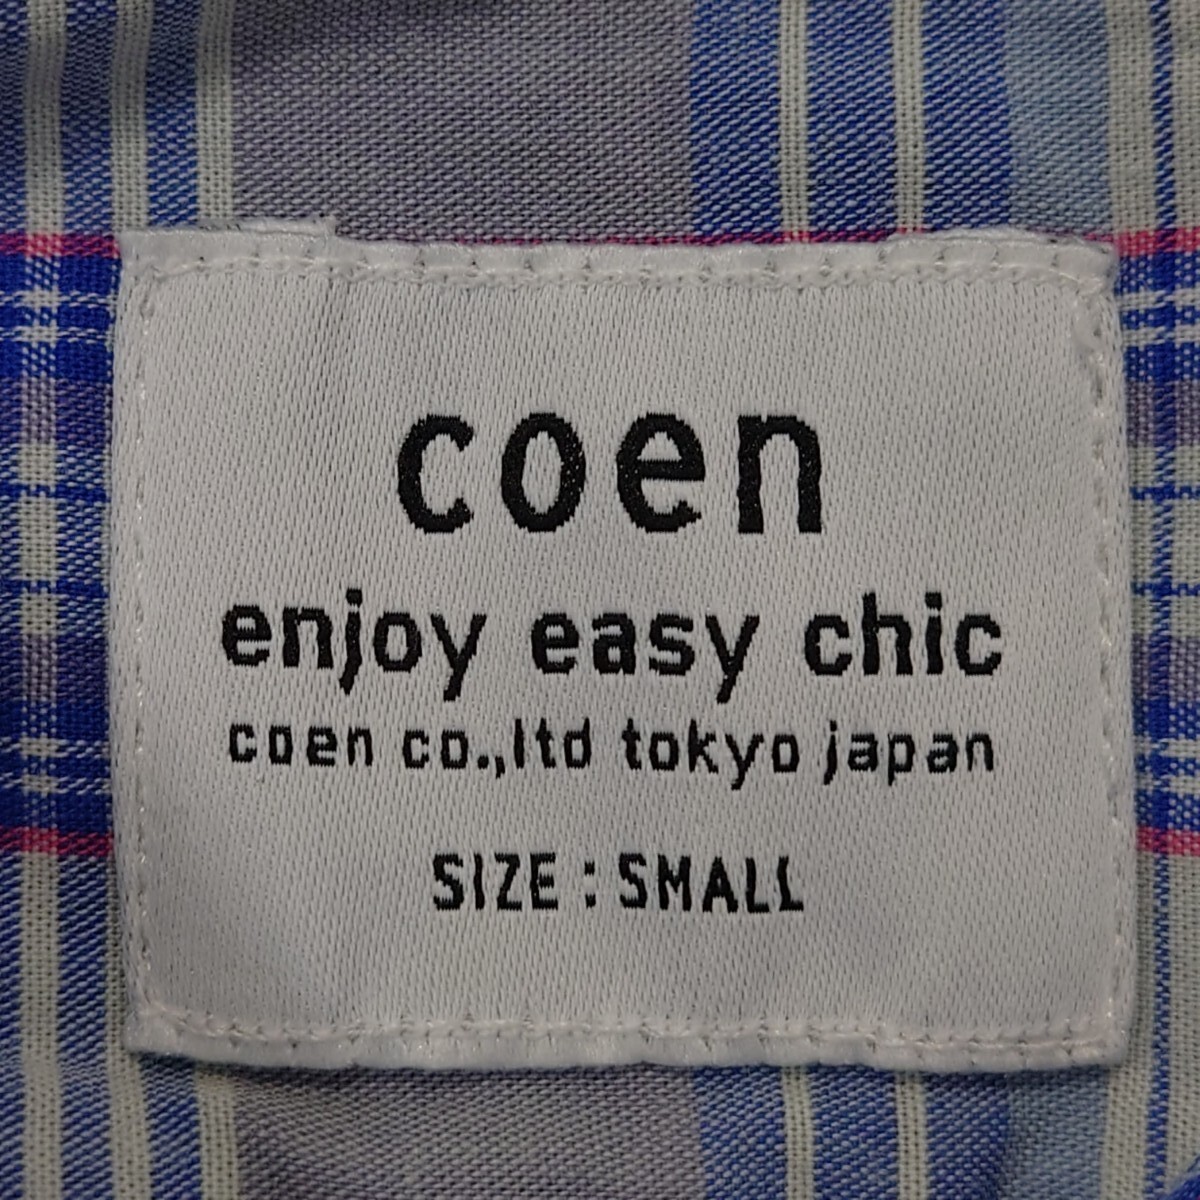 coen
enjoy easy chic
coen co.,ltd tokyo japan
SIZE : SMALL